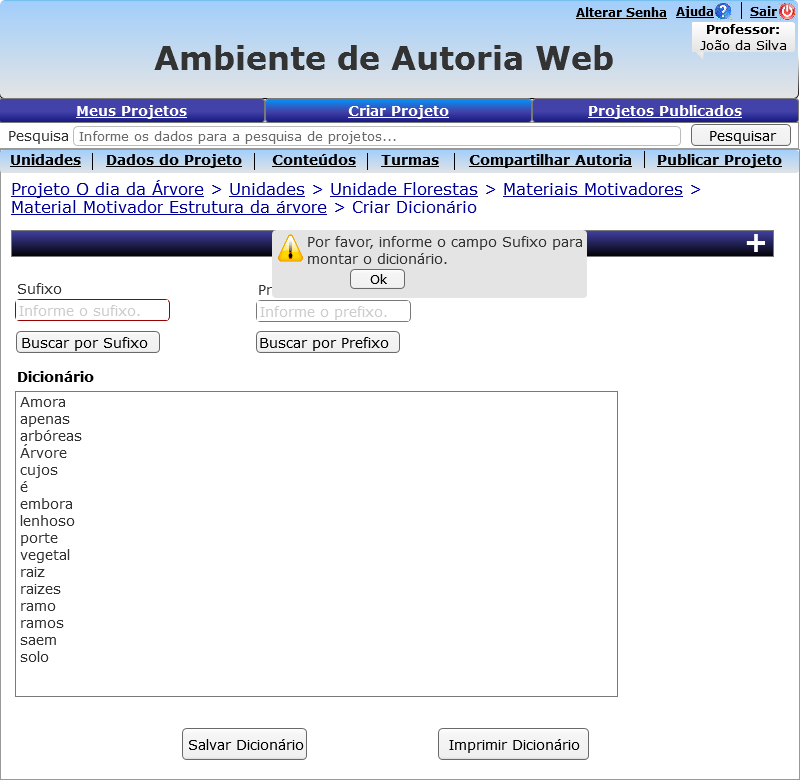 Alterar Senha Ajuda ? Sair
Professor:
João da Silva
Ambiente de Autoria Web
Meus Projetos Criar Projeto Projetos Publicados
Pesquisa Informe os dados para a pesquisa de projetos... Pesquisar
Unidades Dados do Projeto Conteúdos Turmas Compartilhar Autoria Publicar Projeto
Projeto O dia da Árvore > Unidades > Unidade Florestas > Materiais Motivadores >
Material Motivador Estrutura da árvore > Criar Dicionário
Por favor, informe o campo Sufixo para
montar o dicionário.
Ok
Sufixo Pr
Informe o sufixo. Informe o prefixo.
Buscar por Sufixo Buscar por Prefixo
Dicionário
Amora
apenas
arbóreas
Árvore
cujos
é
embora
lenhoso
porte
vegetal
raiz
raizes
ramo
ramos
saem
solo
Salvar Dicionário Imprimir Dicionário